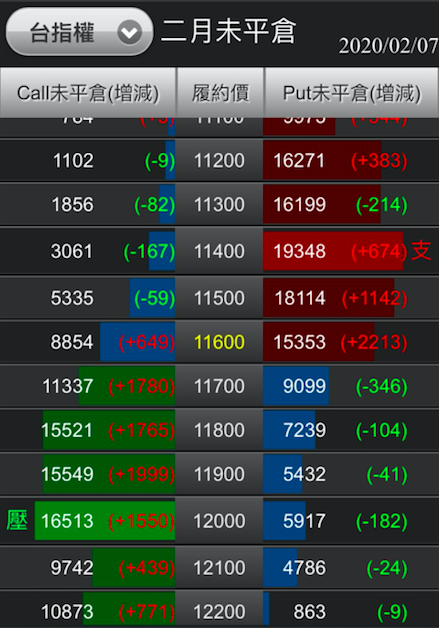 台指權 二月未平倉 2020/02/07
Call未平倉(增減) 履約價 Put未平倉(增減)
784 (+3) 11100 9973 (+344)
1102 (-9) 11200 16271 (+383)
1856 (-82) 11300 16199 (-214)
3061 (-167) 11400 19348 (+674) 支
5335 (-59) 11500 18114 (+1142)
8854 (+649) 11600 15353 (+2213)
11337 (+1780) 11700 9099 (-346)
15521 (+1765) 11800 7239 (-104)
15549 (+1999) 11900 5432 (-41)
壓 16513 (+1550) 12000 5917 (-182)
9742 (+439) 12100 4786 (-24)
10873 (+771) 12200 863 (-9)